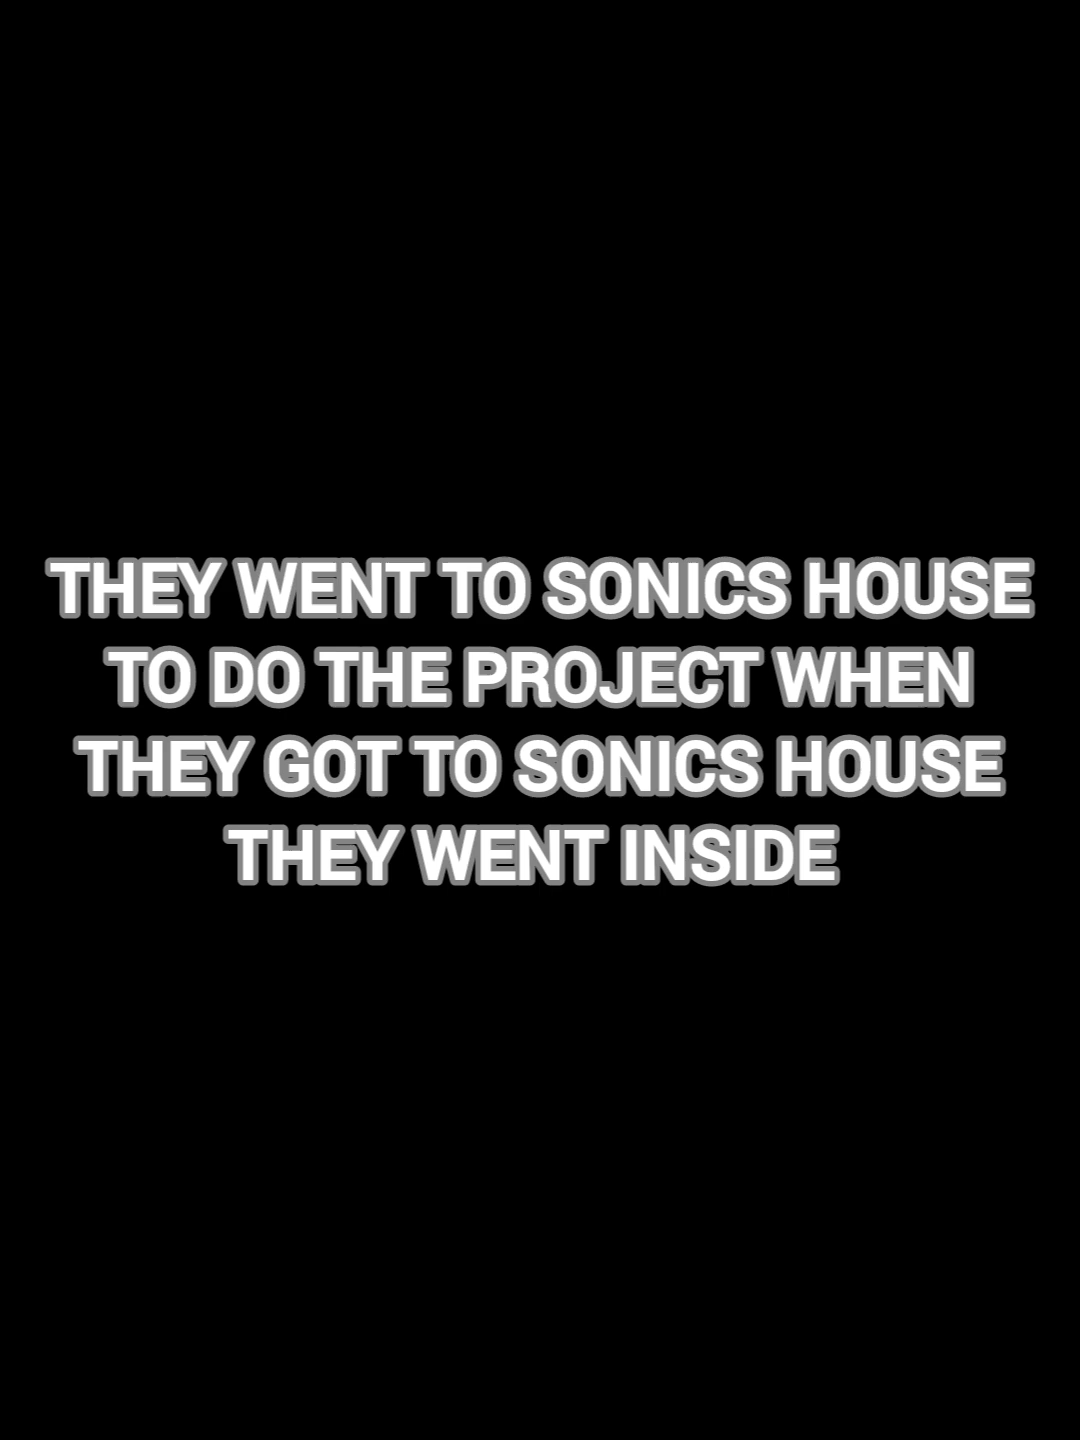 THEY WENT TO SONICS HOUSE
TO DO THE PROJECT WHEN
THEY GOT TO SONICS HOUSE
THEY WENT INSIDE